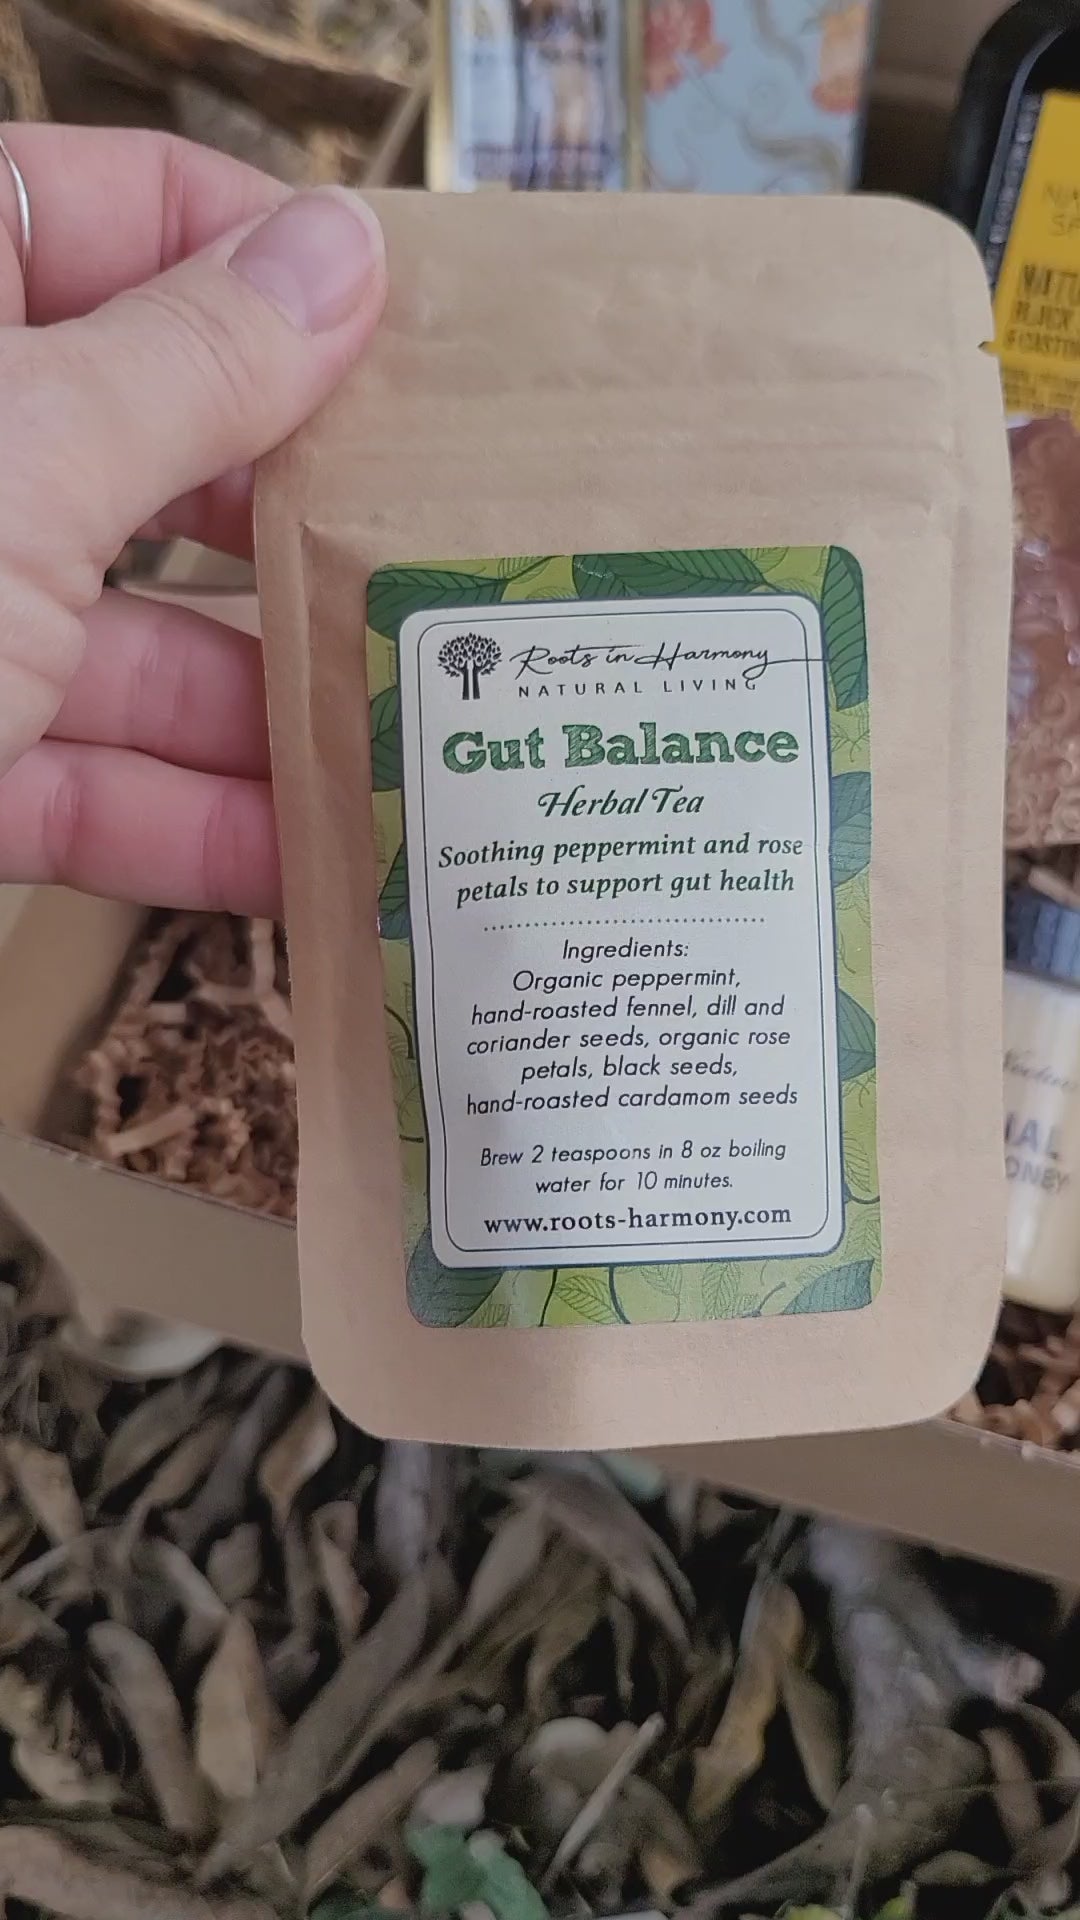 Roots in Harmony
NATURAL LIVING
Gut Balance
Herbal Tea
Soothing peppermint and rose
petals to support gut health
Ingredients:
Organic peppermint,
hand-roasted fennel, dill and
coriander seeds, organic rose
petals, black seeds,
hand-roasted cardamom seeds
Brew 2 teaspoons in 8 oz boiling
water for 10 minutes.
www.roots-harmony.com